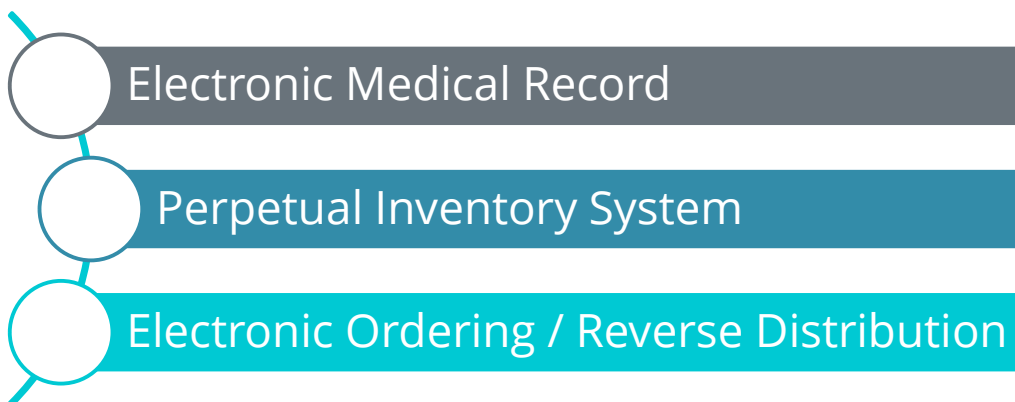 Electronic Medical Record
Perpetual Inventory System
Electronic Ordering / Reverse Distribution